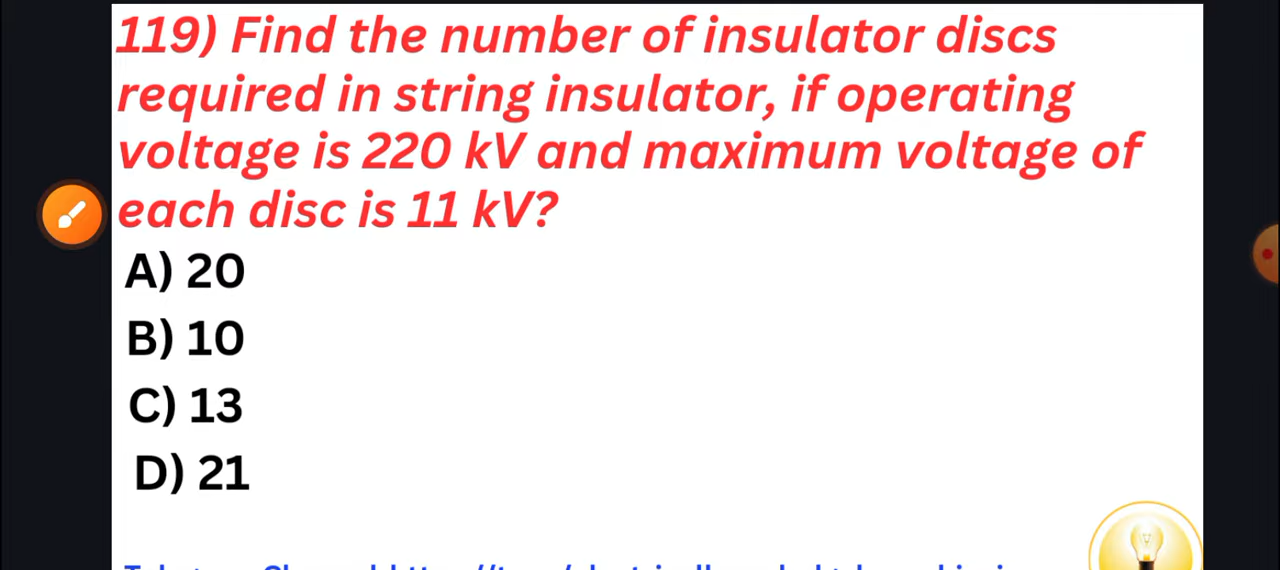 119) Find the number of insulator discs
required in string insulator, if operating
voltage is 220 kV and maximum voltage of
each disc is 11 kV?
A) 20
B) 10
C) 13
D) 21